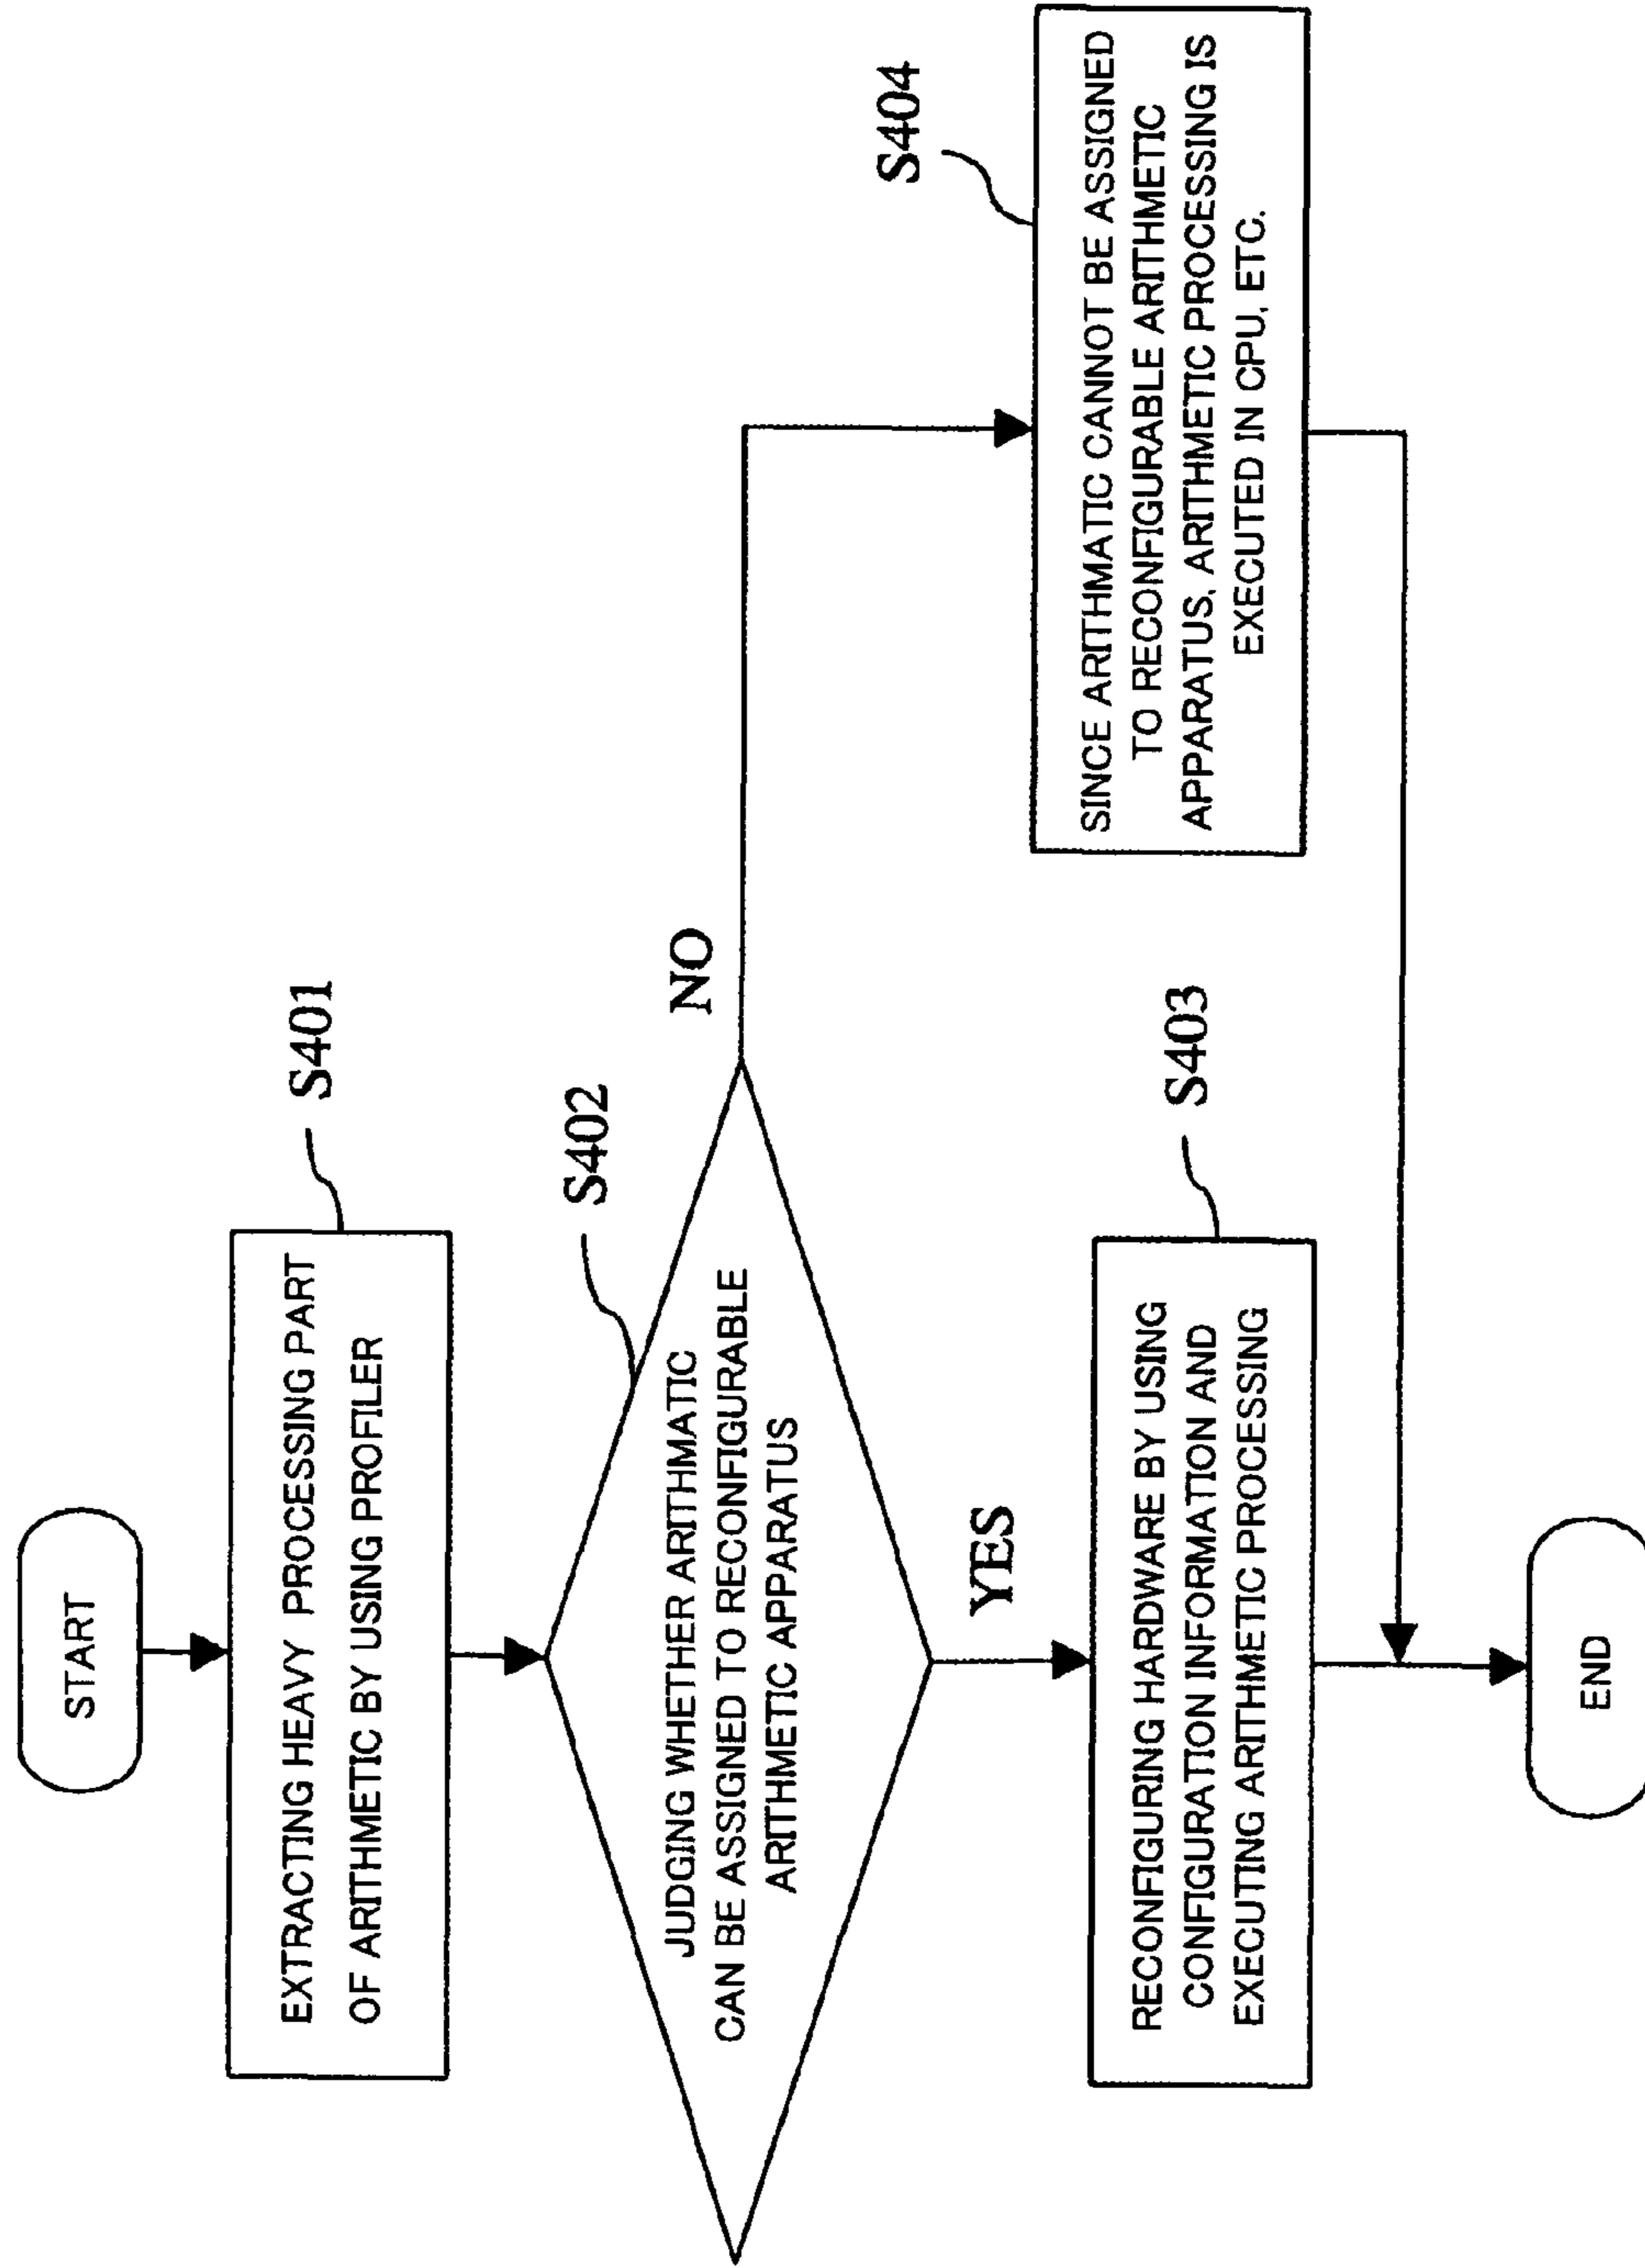 START
EXTRACTING HEAVY PROCESSING PART
OF ARITHMETIC BY USING PROFILER
S401
JUDGING WHETHER ARITHMATIC
CAN BE ASSIGNED TO RECONFIGURABLE
ARITHMETIC APPARATUS
S402
NO
YES
RECONFIGURING HARDWARE BY USING
CONFIGURATION INFORMATION AND
EXECUTING ARITHMETIC PROCESSING
S403
SINCE ARITHMATIC CANNOT BE ASSIGNED
TO RECONFIGURABLE ARITHMETIC
APPARATUS, ARITHMETIC PROCESSING IS
EXECUTED IN CPU, ETC.
S404
END